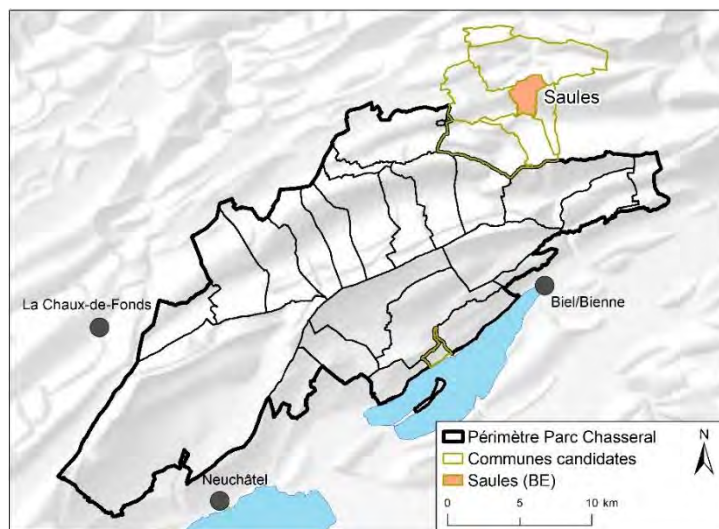 Saules
La Chaux-de-Fonds
Biel/Bienne
Neuchâtel
Périmètre Parc Chasseral
Communes candidates
Saules (BE)
N
0 5 10 km